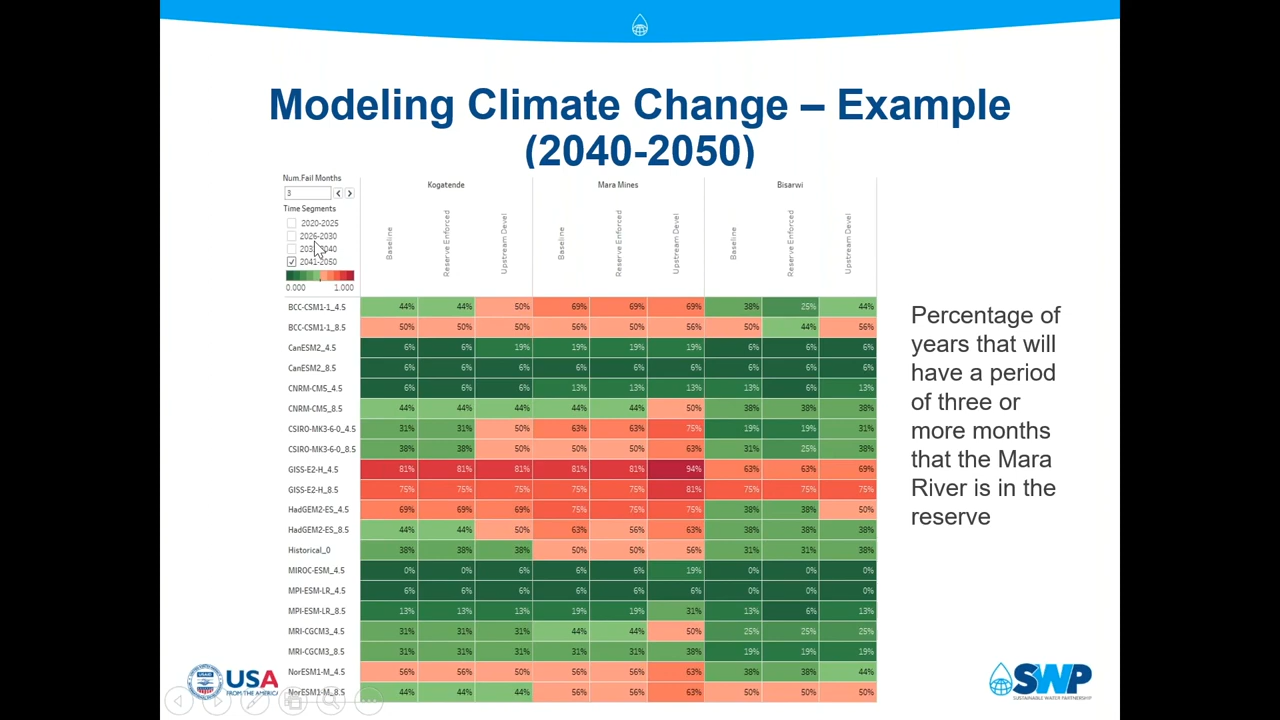 Modeling Climate Change – Example
(2040-2050)
Num.Fail Months
3
Time Segments
2020-2025
2026-2030
2041-2050
0.000 1.000
Kogatende Mara Mines Bisarwi
Baseline Reserve Enforced Upstream Devel Baseline Reserve Enforced Upstream Devel Baseline Reserve Enforced Upstream Devel
BCC-CSM1-1_4.5 44% 44% 50% 69% 69% 69% 38% 25% 44%
BCC-CSM1-1_8.5 50% 50% 50% 56% 50% 56% 50% 44% 56%
CanESM2_4.5 6% 6% 19% 19% 19% 19% 6% 6% 6%
CanESM2_8.5 6% 6% 6% 6% 6% 6% 6% 6% 6%
CNRM-CM5_4.5 6% 6% 6% 13% 13% 13% 13% 6% 13%
CNRM-CM5_8.5 44% 44% 44% 44% 44% 50% 38% 38% 38%
CSIRO-MK3-6-0_4.5 31% 31% 50% 63% 63% 75% 19% 19% 31%
CSIRO-MK3-6-0_8.5 38% 38% 50% 50% 50% 63% 31% 25% 38%
GISS-E2-H_4.5 81% 81% 81% 81% 81% 94% 63% 63% 69%
GISS-E2-H_8.5 75% 75% 75% 75% 75% 81% 75% 75% 75%
HadGEM2-ES_4.5 69% 69% 69% 75% 75% 75% 38% 38% 50%
HadGEM2-ES_8.5 44% 44% 50% 63% 56% 63% 38% 38% 38%
Historical_0 38% 38% 38% 50% 50% 56% 31% 31% 38%
MIROC-ESM_4.5 0% 0% 6% 6% 6% 19% 0% 0% 0%
MPI-ESM-LR_4.5 6% 6% 6% 6% 6% 6% 0% 0% 0%
MPI-ESM-LR_8.5 13% 13% 13% 19% 19% 31% 13% 6% 13%
MRI-CGCM3_4.5 31% 31% 31% 44% 44% 50% 25% 25% 25%
MRI-CGCM3_8.5 31% 31% 31% 31% 31% 38% 19% 19% 19%
NorESM1-M_4.5 56% 56% 50% 56% 56% 63% 38% 38% 44%
NorESM1-M_8.5 44% 44% 44% 56% 56% 63% 50% 50% 50%
Percentage of
years that will
have a period
of three or
more months
that the Mara
River is in the
reserve
USA
FROM THE AMERICA
SWP
SUSTAINABLE WATER PARTNERSHIP